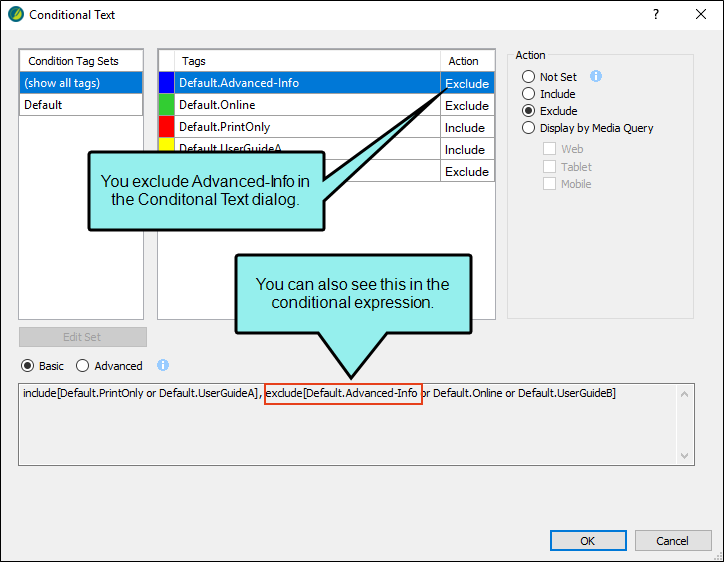 Conditional Text
Condition Tag Sets
(show all tags)
Default
Tags Action
Default.Advanced-Info Exclude
Default.Online Exclude
Default.PrintOnly Include
Default.UserGuideA Include
Exclude
Action
Not Set
Include
Exclude
Display by Media Query
Web
Tablet
Mobile
You exclude Advanced-Info in
the Conditonal Text dialog.
You can also see this in the
conditional expression.
Edit Set
Basic Advanced
include[Default.PrintOnly or Default.UserGuideA], exclude[Default.Advanced-Info or Default.Online or Default.UserGuideB]
OK Cancel